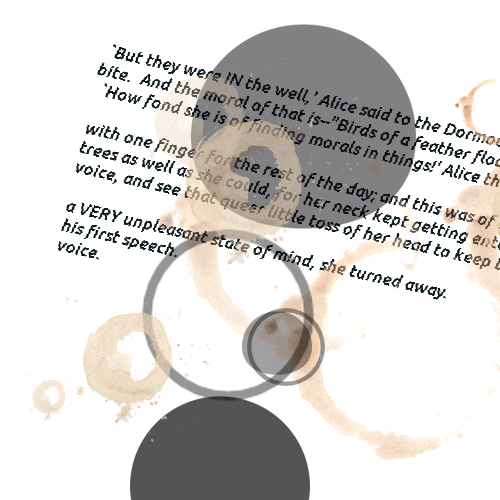 `But they were IN the well,' Alice said to the
bite.  And the moral of that is--"Birds of a feather
`How fond she is of finding morals in things!' Alice
with one finger for the rest of the day; and this was of
trees as well as she could, for her neck kept getting
voice, and see that queer little toss of her head to keep
a VERY unpleasant state of mind, she turned away.
his first speech.
voice.